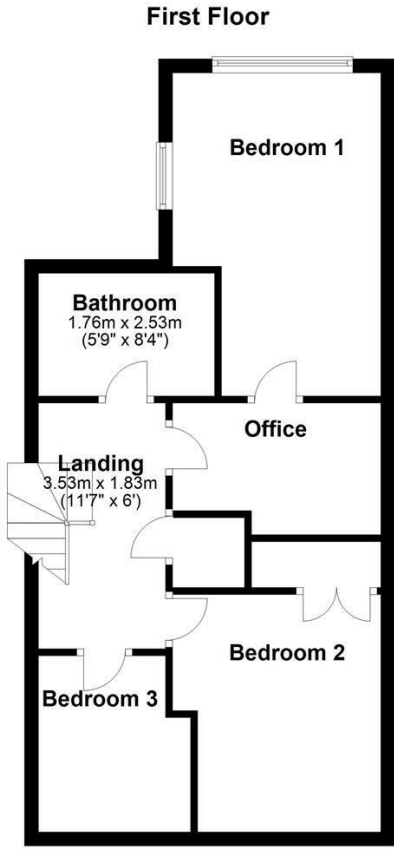 First Floor
Bedroom 1
Bathroom
1.76m x 2.53m
(5'9" x 8'4")
Office
Landing
3.53m x 1.83m
(11'7" x 6')
Bedroom 2
Bedroom 3